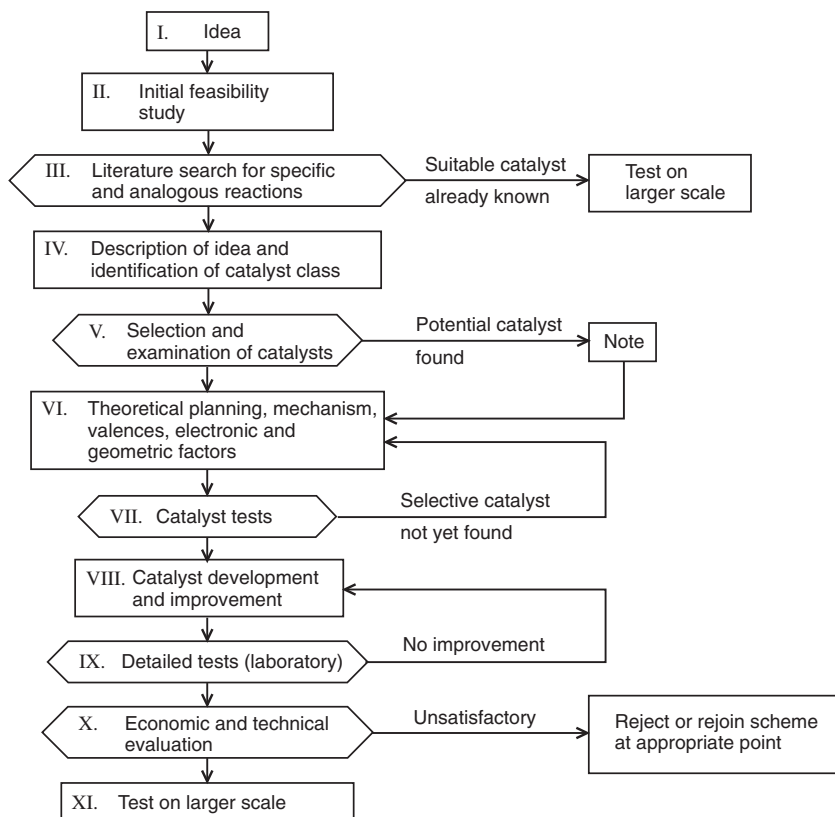 I. Idea
II. Initial feasibility
study
III. Literature search for specific
and analogous reactions
Suitable catalyst
already known
Test on
larger scale
IV. Description of idea and
identification of catalyst class
V. Selection and
examination of catalysts
Potential catalyst
found
Note
VI. Theoretical planning, mechanism,
valences, electronic and
geometric factors
VII. Catalyst tests
Selective catalyst
not yet found
VIII. Catalyst development
and improvement
IX. Detailed tests (laboratory)
No improvement
X. Economic and technical
evaluation
Unsatisfactory
Reject or rejoin scheme
at appropriate point
XI. Test on larger scale